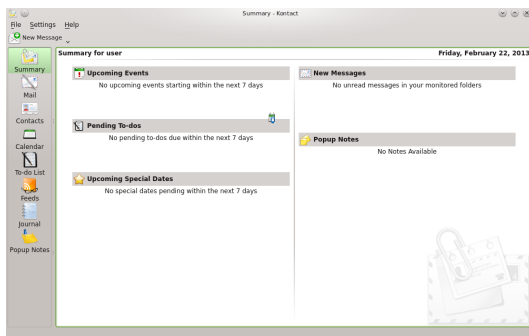 Summary - Kontact
File Settings Help
New Message
Summary
Mail
Contacts
Calendar
To-do List
Feeds
Journal
Popup Notes
Summary for user
Friday, February 22, 2013
Upcoming Events
No upcoming events starting within the next 7 days
Pending To-dos
No pending to-dos due within the next 7 days
Upcoming Special Dates
No special dates pending within the next 7 days
New Messages
No unread messages in your monitored folders
Popup Notes
No Notes Available